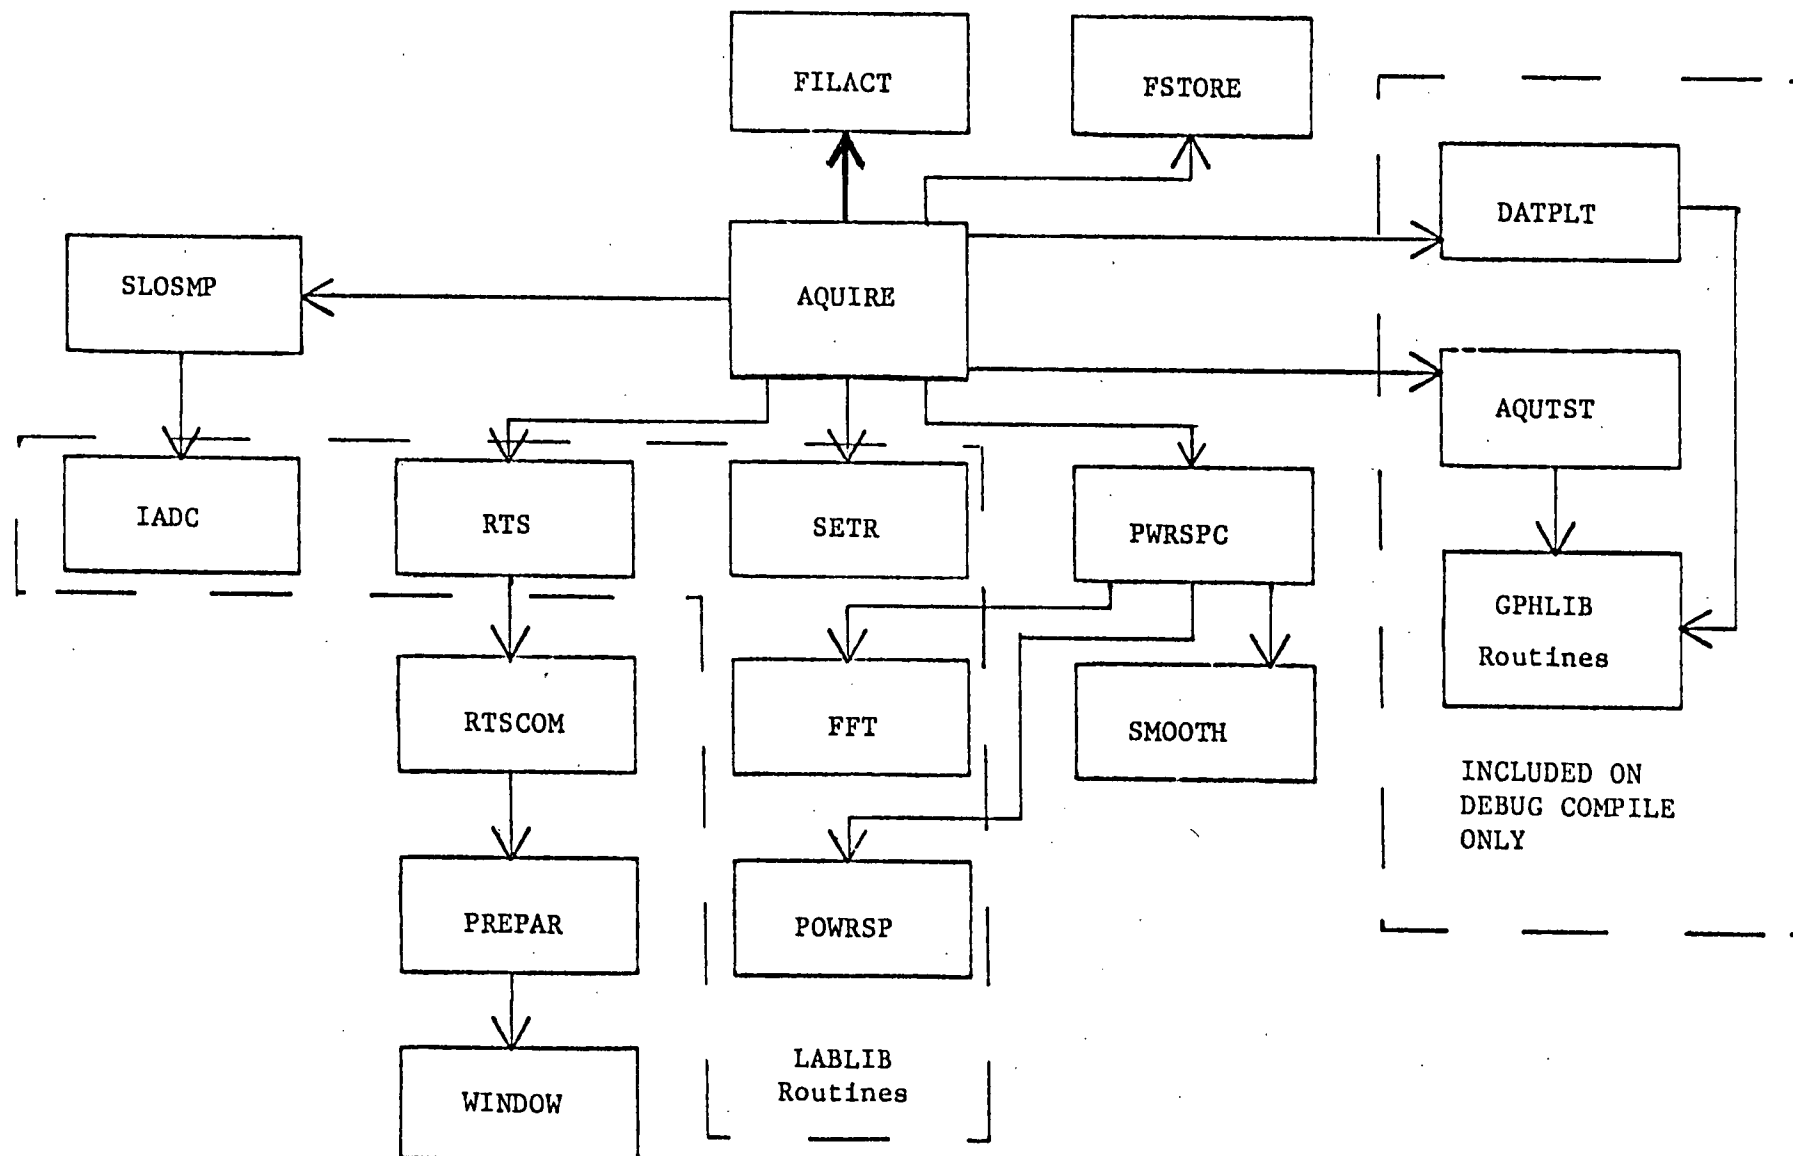 FILACT
FSTORE
DATPLT
SLOSMP
AQUIRE
AQUTST
IADC
RTS
SETR
PWRSPC
GPHLIB
Routines
RTSCOM
FFT
SMOOTH
INCLUDED ON
DEBUG COMPILE
ONLY
PREPAR
POWRSP
LABLIB
Routines
WINDOW